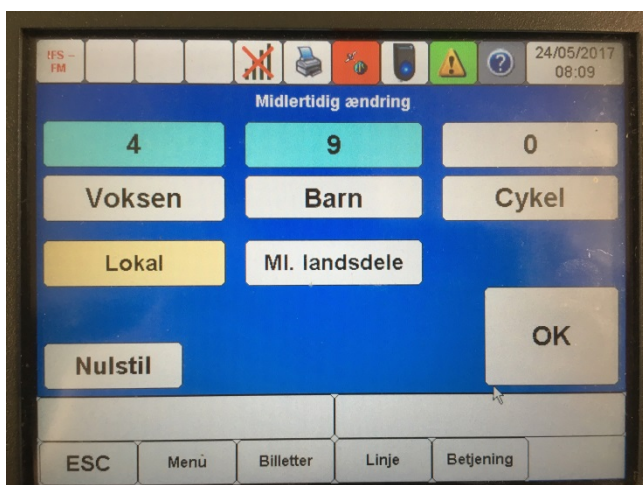 !FS –
FM
24/05/2017
08:09
Midlertidig ændring
4 9 0
Voksen Barn Cykel
Lokal Ml. landsdele
OK
Nulstil
ESC Menu Billetter Linje Betjening